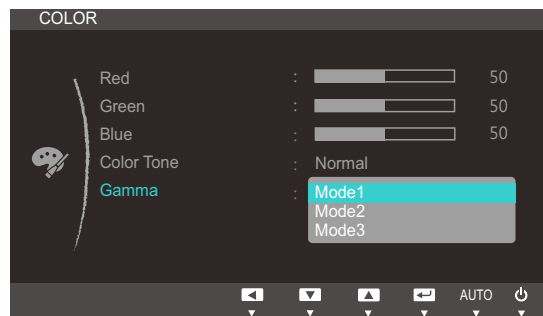 COLOR
Red : 50
Green : 50
Blue : 50
Color Tone : Normal
Gamma : Mode1
Mode2
Mode3
AUTO